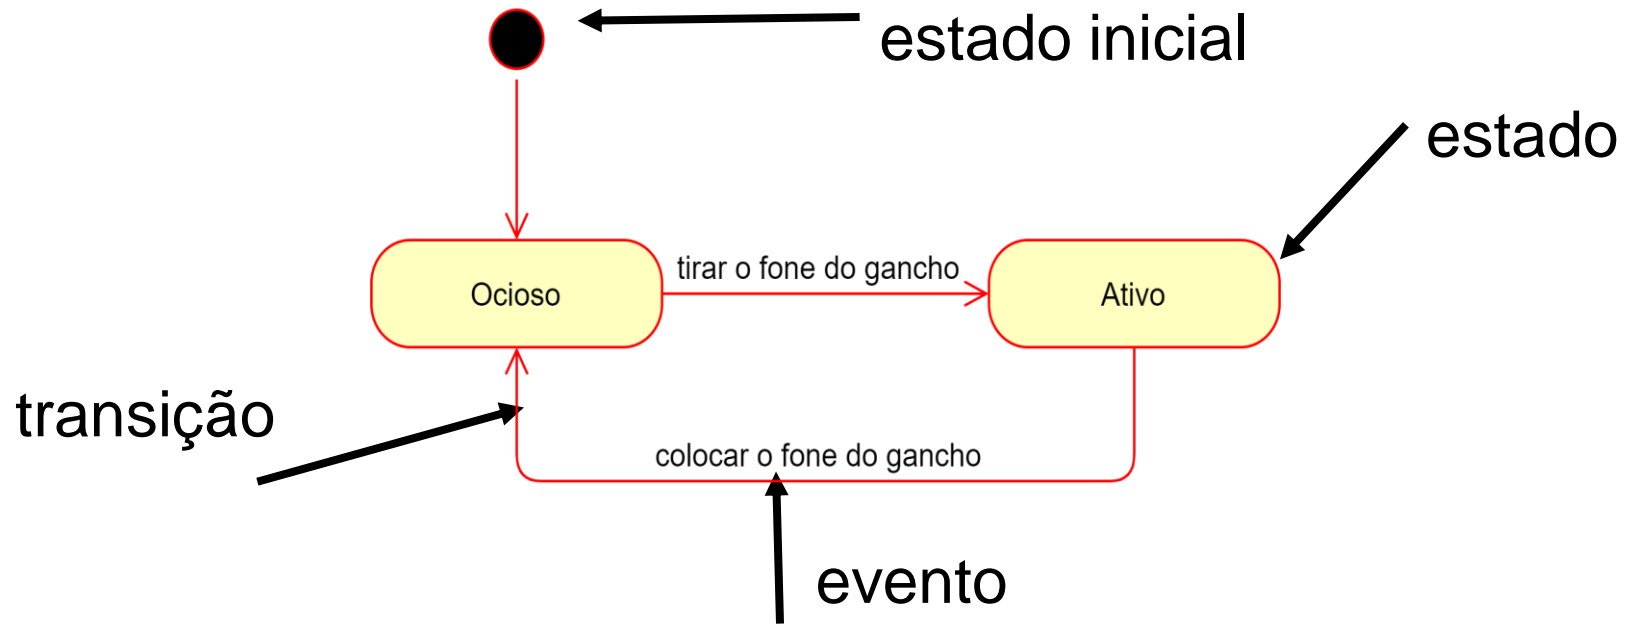 estado inicial
estado
tirar o fone do gancho
Ocioso
Ativo
transição
colocar o fone do gancho
evento